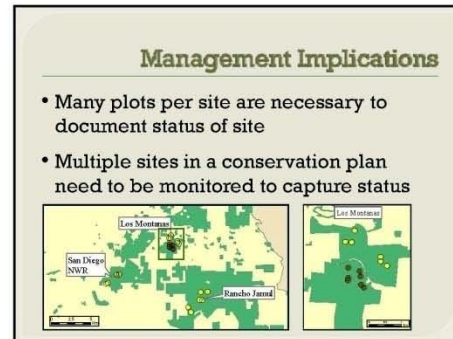 Management Implications
• Many plots per site are necessary to
document status of site
• Multiple sites in a conservation plan
need to be monitored to capture status
Los Montanas
San Diego
NWR
Rancho Jamul
Los Montanas